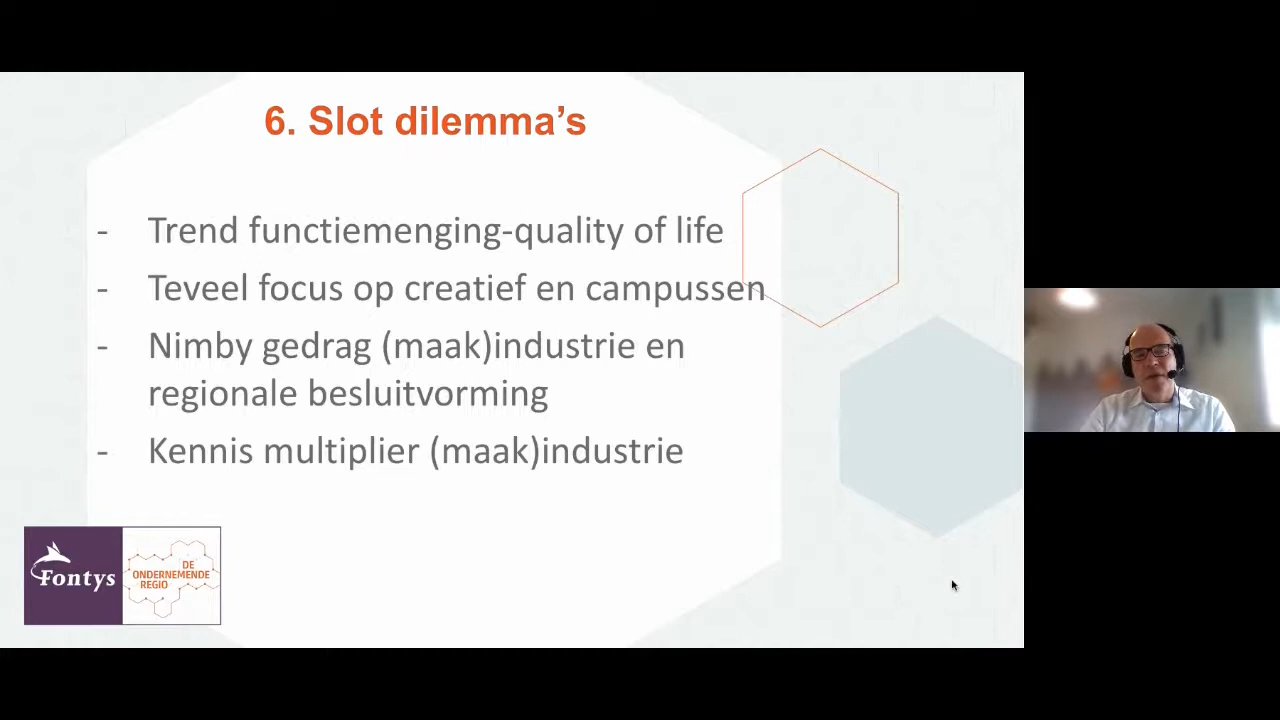 6. Slot dilemma's
- Trend functiemenging-quality of life
- Teveel focus op creatief en campussen
- Nimby gedrag (maak)industrie en
regionale besluitvorming
- Kennis multiplier (maak)industrie
Fontys
DE
ONDERNEMENDE
REGIO